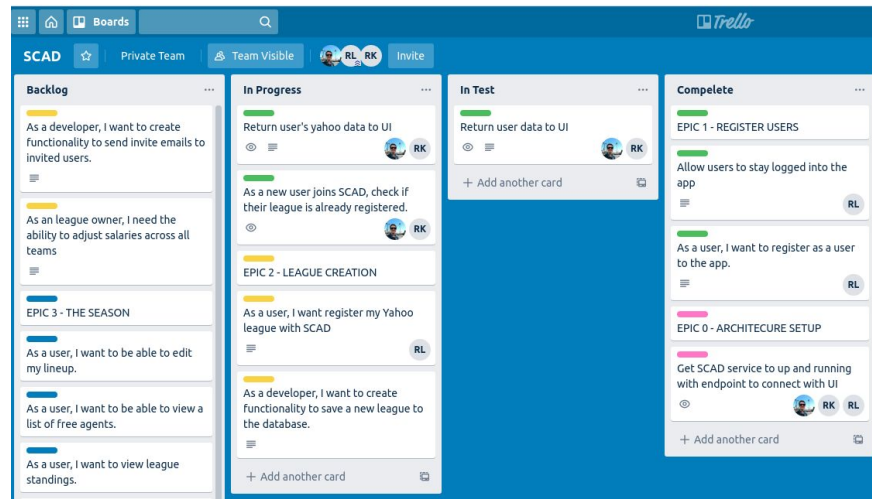 Boards
Trello
SCAD
Private Team
Team Visible
RL
RK
Invite
Backlog
As a developer, I want to create
functionality to send invite emails to
invited users.
As an league owner, I need the
ability to adjust salaries across all
teams
EPIC 3 - THE SEASON
As a user, I want to be able to edit
my lineup.
As a user, I want to be able to view a
list of free agents.
As a user, I want to view league
standings.
In Progress
Return user's yahoo data to UI
RK
As a new user joins SCAD, check if
their league is already registered.
RK
EPIC 2 - LEAGUE CREATION
As a user, I want register my Yahoo
league with SCAD
RL
As a developer, I want to create
functionality to save a new league to
the database.
+ Add another card
In Test
Return user data to UI
RK
+ Add another card
Compelete
EPIC 1 - REGISTER USERS
Allow users to stay logged into the
app
RL
As a user, I want to register as a user
to the app.
RL
EPIC 0 - ARCHITECURE SETUP
Get SCAD service to up and running
with endpoint to connect with UI
RK RL
+ Add another card